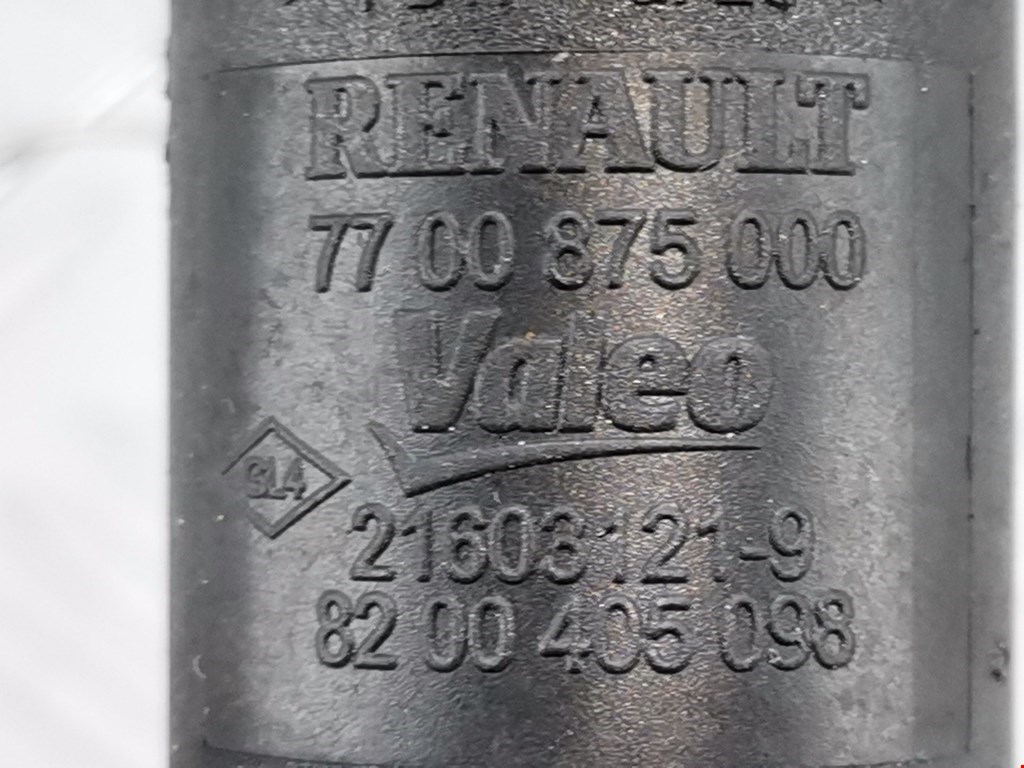 RENAULT
77 00 875 000
Valeo
S14
21603121-9
82 00 405 098